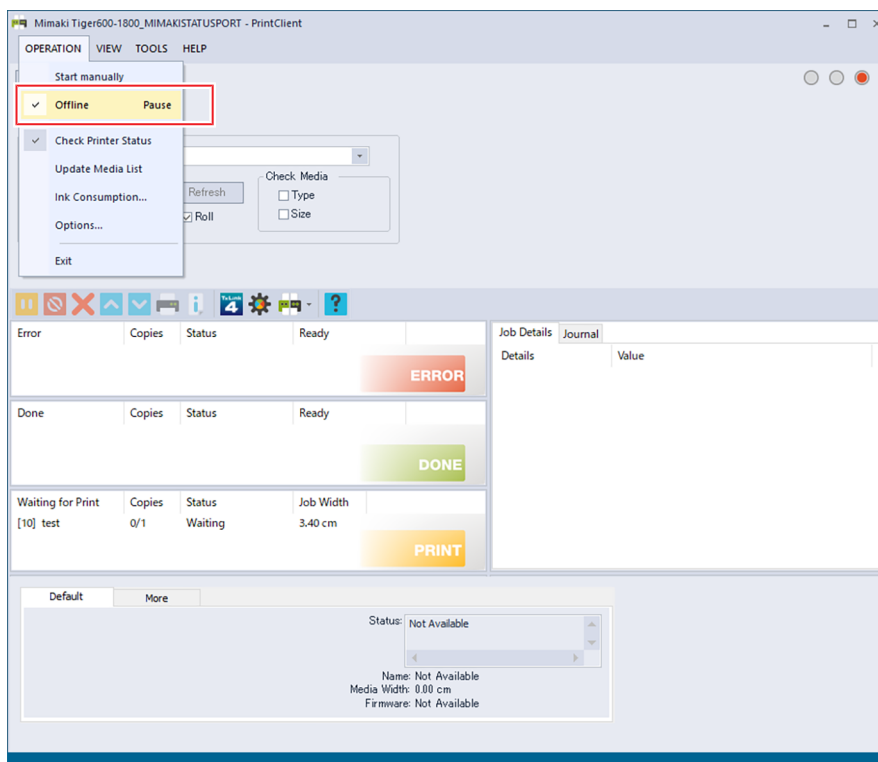 Mimaki Tiger600-1800_MIMAKISTATUSPORT - PrintClient
OPERATION VIEW TOOLS HELP
Start manually
Offline Pause
Check Printer Status
Update Media List
Ink Consumption...
Options...
Exit
Refresh
Roll
Check Media
Type
Size
4
?
Error Copies Status Ready
ERROR
Done Copies Status Ready
DONE
Waiting for Print Copies Status Job Width
[10] test 0/1 Waiting 3.40 cm
PRINT
Job Details Journal
Details Value
Default More
Status: Not Available
Name: Not Available
Media Width: 0.00 cm
Firmware: Not Available